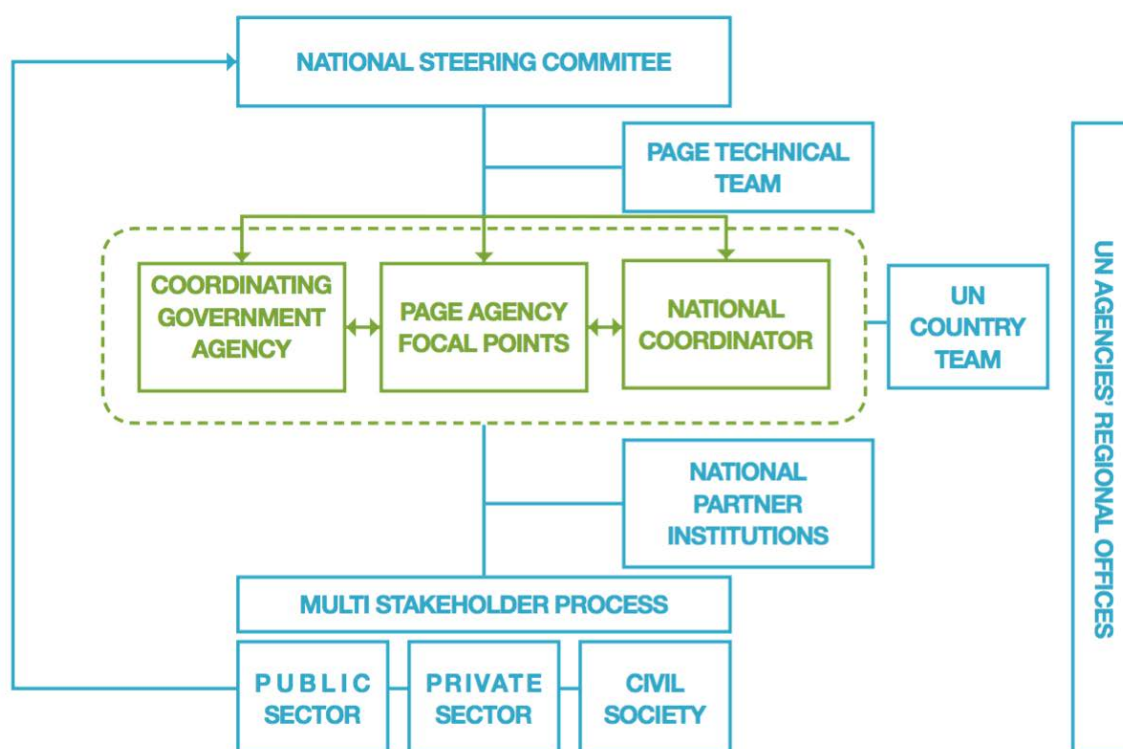 NATIONAL STEERING COMMITEE
PAGE TECHNICAL
TEAM
COORDINATING
GOVERNMENT
AGENCY
PAGE AGENCY
FOCAL POINTS
NATIONAL
COORDINATOR
UN
COUNTRY
TEAM
UN AGENCIES’ REGIONAL OFFICES
NATIONAL
PARTNER
INSTITUTIONS
MULTI STAKEHOLDER PROCESS
PUBLIC
SECTOR
PRIVATE
SECTOR
CIVIL
SOCIETY